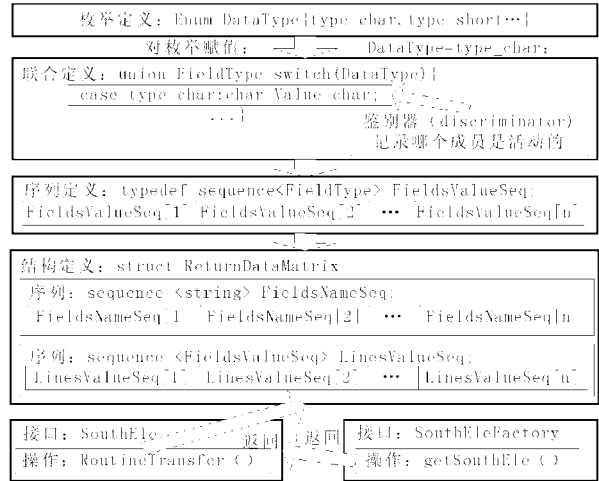 枚举定义: Enum DataType{type_char,type_short…}
对枚举赋值: DataType=type_char;
联合定义: union FieldType switch(DataType){
case type_char:char Value_char;
...}
鉴别器 (discriminator)
记录哪个成员是活动的
序列定义: typedef sequence<FieldType> FieldsValueSeq;
FieldsValueSeq[1] FieldsValueSeq[2] … FieldsValueSeq[n]
结构定义: struct ReturnDataMatrix
序列: sequence <string> FieldsNameSeq;
FieldsNameSeq[1] FieldsNameSeq[2] … FieldsNameSeq[n]
序列: sequence <FieldsValueSeq> LinesValueSeq;
LinesValueSeq[1] LinesValueSeq[2] … LinesValueSeq[n]
接口: SouthEle 返回 返回 接口: SouthEleFactory
操作: RoutineTransfer () 操作: getSouthEle ()